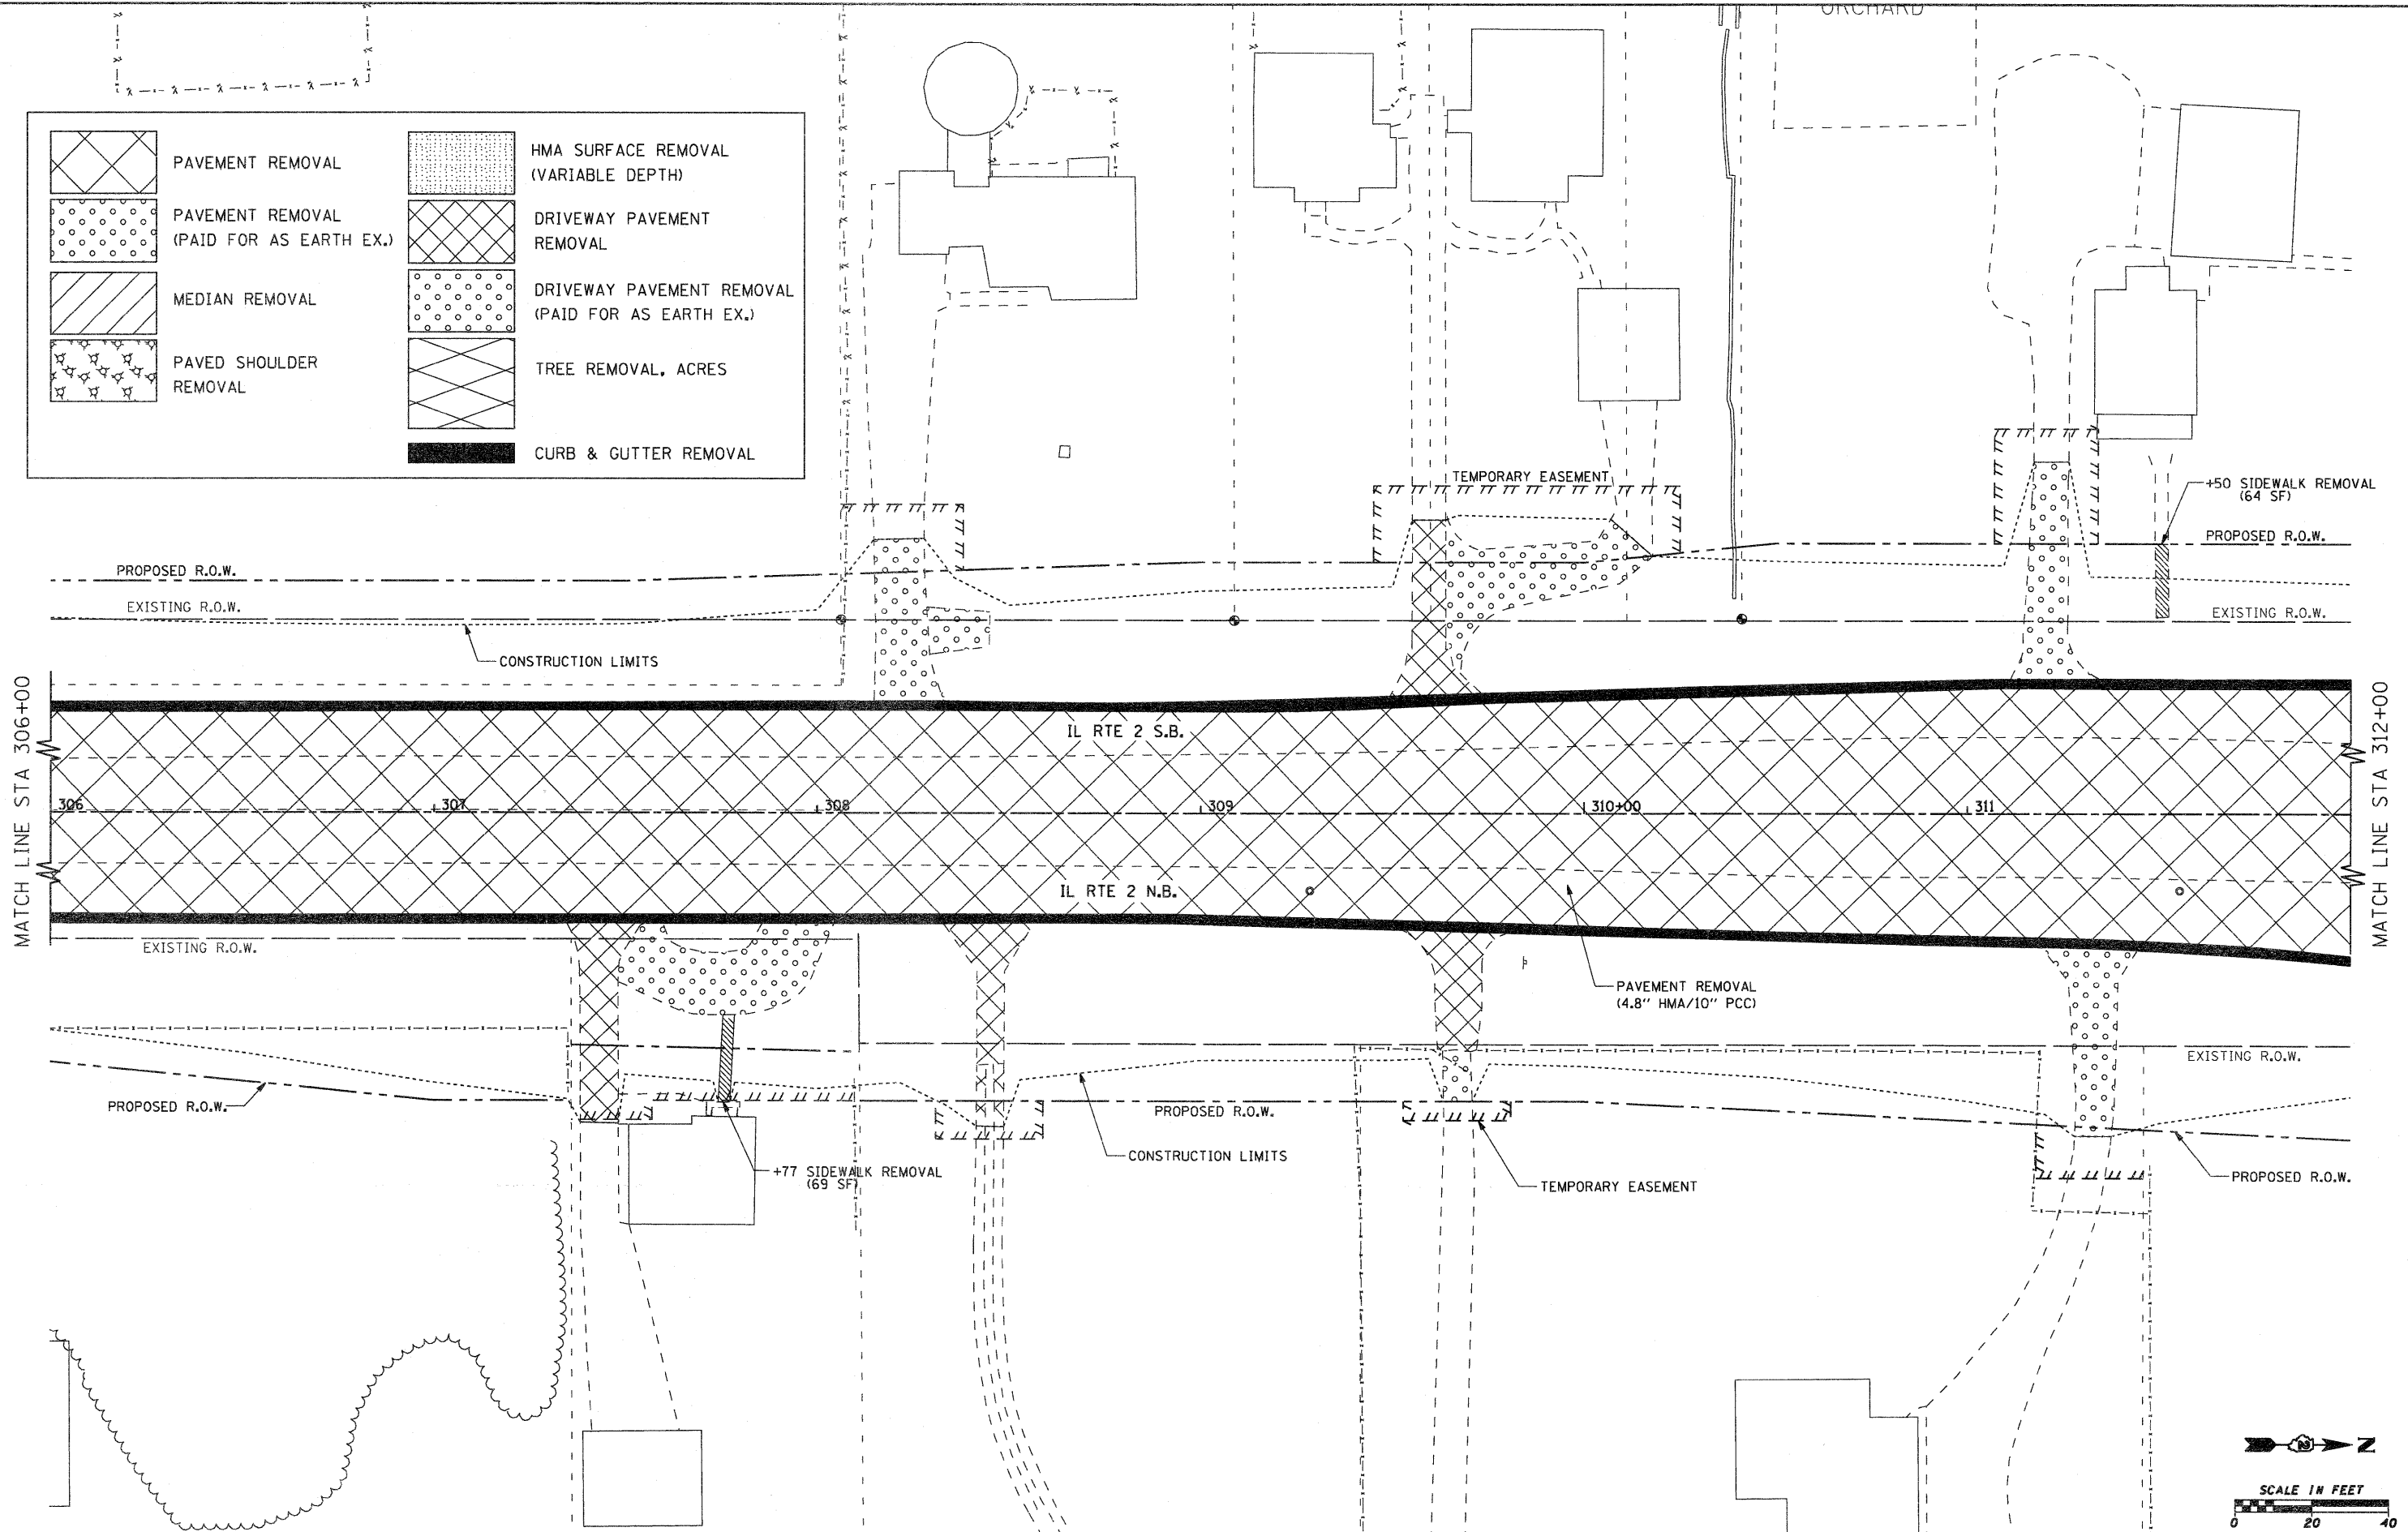 ORCHARD
PAVEMENT REMOVAL
PAVEMENT REMOVAL
(PAID FOR AS EARTH EX.)
MEDIAN REMOVAL
PAVED SHOULDER
REMOVAL
HMA SURFACE REMOVAL
(VARIABLE DEPTH)
DRIVEWAY PAVEMENT
REMOVAL
DRIVEWAY PAVEMENT REMOVAL
(PAID FOR AS EARTH EX.)
TREE REMOVAL, ACRES
CURB & GUTTER REMOVAL
TEMPORARY EASEMENT
+50 SIDEWALK REMOVAL
(64 SF)
PROPOSED R.O.W.
PROPOSED R.O.W.
EXISTING R.O.W.
EXISTING R.O.W.
CONSTRUCTION LIMITS
MATCH LINE STA 306+00
IL RTE 2 S.B.
306
307
308
309
310+00
311
IL RTE 2 N.B.
MATCH LINE STA 312+00
EXISTING R.O.W.
PAVEMENT REMOVAL
(4.8" HMA/10" PCC)
EXISTING R.O.W.
PROPOSED R.O.W.
PROPOSED R.O.W.
CONSTRUCTION LIMITS
+77 SIDEWALK REMOVAL
(69 SF)
TEMPORARY EASEMENT
PROPOSED R.O.W.
2
N
SCALE IN FEET
0 20 40